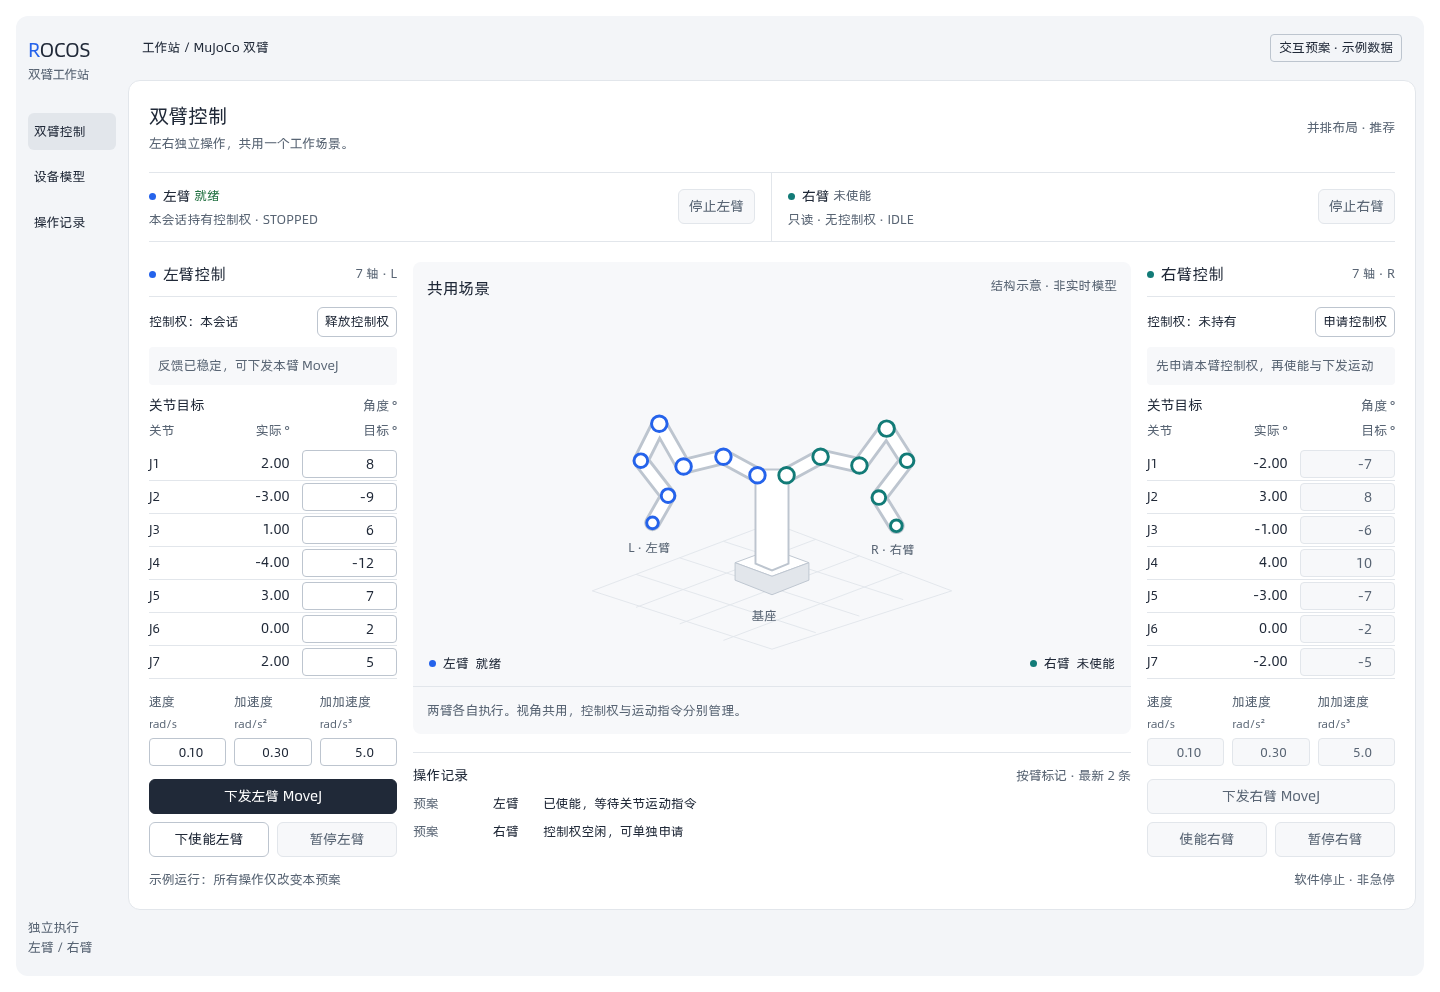 ROCOS
双臂工作站
双臂控制
设备模型
操作记录
独立执行
左臂 / 右臂
工作站 / MuJoCo 双臂
交互预案 · 示例数据
双臂控制
左右独立操作，共用一个工作场景。
并排布局 · 推荐
左臂 就绪
本会话持有控制权 · STOPPED
停止左臂
右臂 未使能
只读 · 无控制权 · IDLE
停止右臂
左臂控制 7 轴 · L
控制权：本会话 释放控制权
反馈已稳定，可下发本臂 MoveJ
关节目标 角度 °
关节 实际 ° 目标 °
J1 2.00 8
J2 -3.00 -9
J3 1.00 6
J4 -4.00 -12
J5 3.00 7
J6 0.00 2
J7 2.00 5
速度 加速度 加加速度
rad/s rad/s² rad/s³
0.10 0.30 5.0
下发左臂 MoveJ
下使能左臂 暂停左臂
示例运行：所有操作仅改变本预案
共用场景 结构示意 · 非实时模型
L · 左臂
R · 右臂
基座
左臂 就绪
右臂 未使能
两臂各自执行。视角共用，控制权与运动指令分别管理。
操作记录 按臂标记 · 最新 2 条
预案 左臂 已使能，等待关节运动指令
预案 右臂 控制权空闲，可单独申请
右臂控制 7 轴 · R
控制权：未持有 申请控制权
先申请本臂控制权，再使能与下发运动
关节目标 角度 °
关节 实际 ° 目标 °
J1 -2.00 -7
J2 3.00 8
J3 -1.00 -6
J4 4.00 10
J5 -3.00 -7
J6 0.00 -2
J7 -2.00 -5
速度 加速度 加加速度
rad/s rad/s² rad/s³
0.10 0.30 5.0
下发右臂 MoveJ
使能右臂 暂停右臂
软件停止 · 非急停